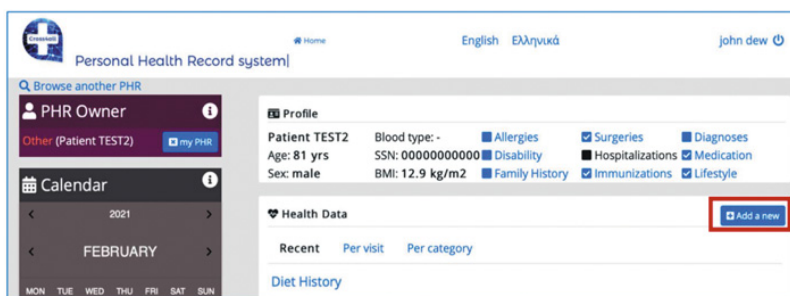 Crosskoil
Home
English Ελληνικά
john dew
Personal Health Record system|
Browse another PHR
PHR Owner
Other (Patient TEST2)
my PHR
Calendar
2021
FEBRUARY
MON TUE WED THU FRI SAT SUN
Profile
Patient TEST2 Blood type: - Allergies Surgeries Diagnoses
Age: 81 yrs SSN: 00000000000 Disability Hospitalizations Medication
Sex: male BMI: 12.9 kg/m2 Family History Immunizations Lifestyle
Health Data
Add a new
Recent Per visit Per category
Diet History